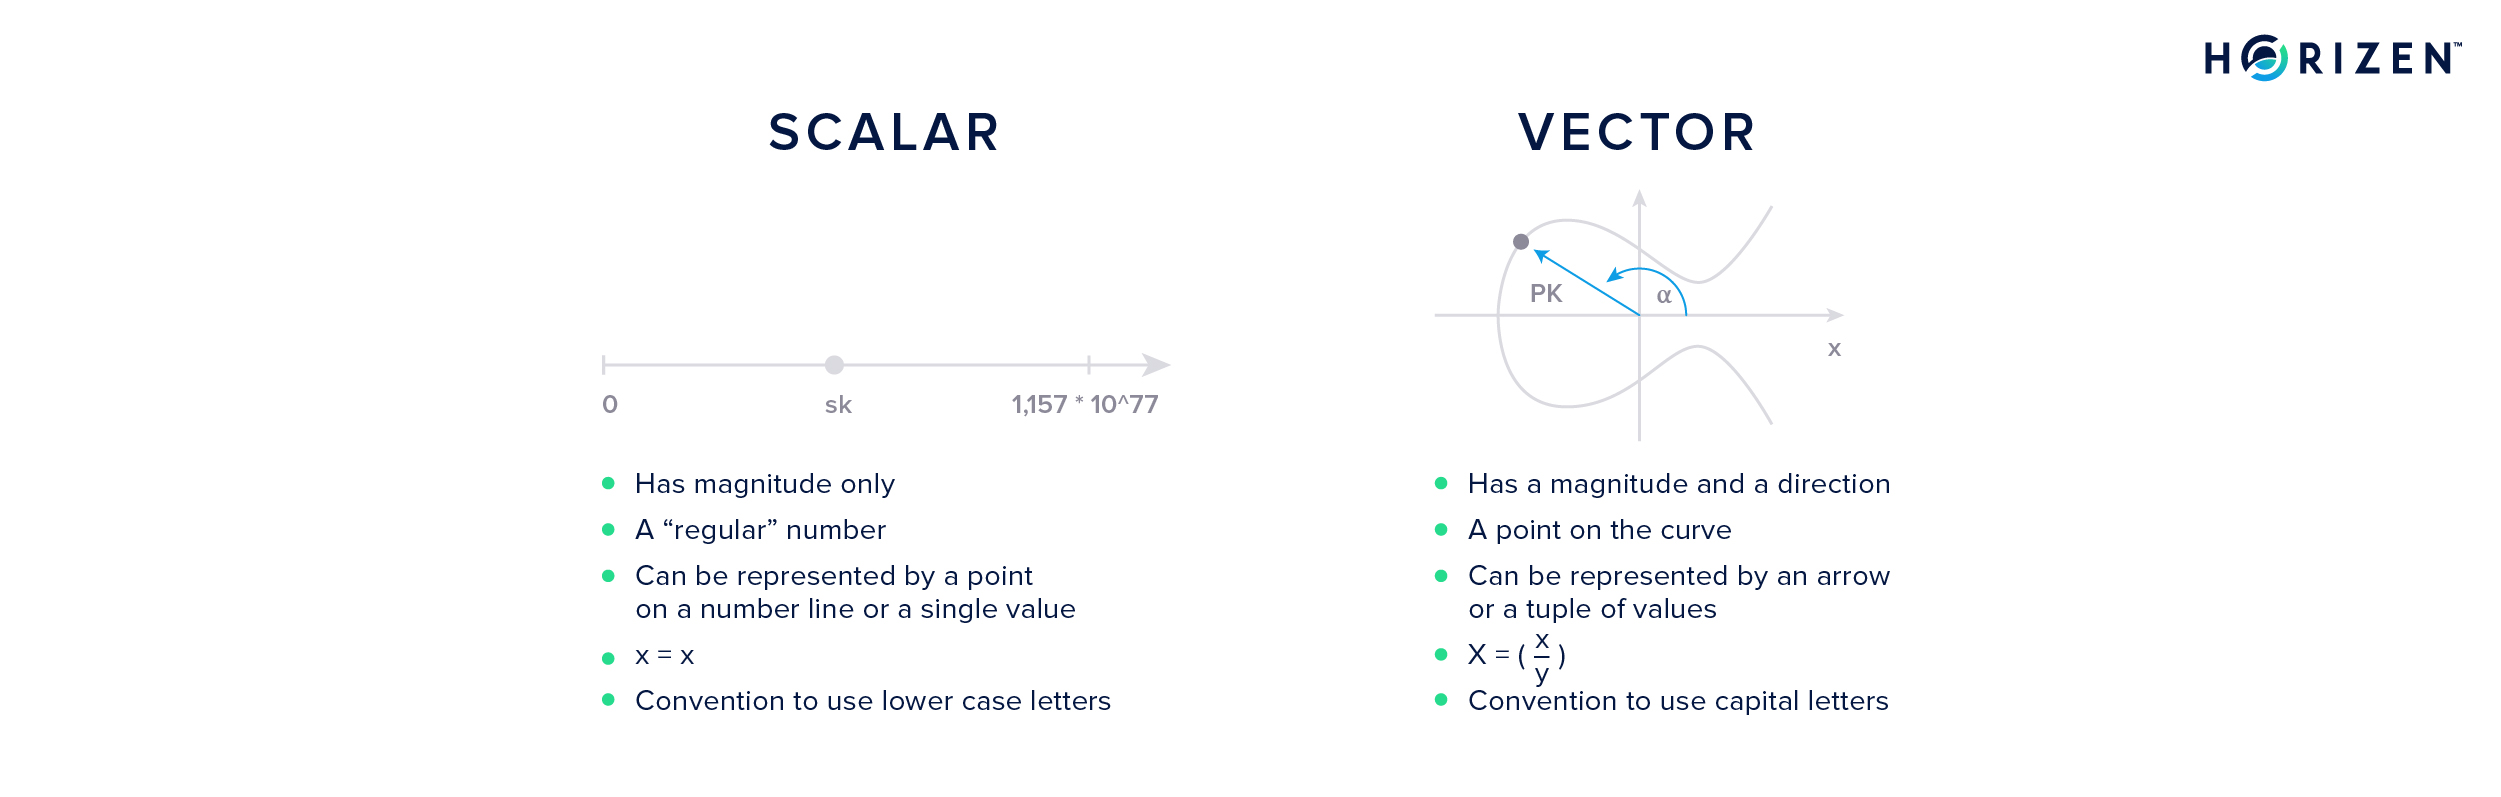 HORIZEN™
SCALAR
0
sk
1,157 * 10^77
• Has magnitude only
• A “regular” number
• Can be represented by a point
on a number line or a single value
• x = x
• Convention to use lower case letters
VECTOR
PK
α
x
• Has a magnitude and a direction
• A point on the curve
• Can be represented by an arrow
or a tuple of values
• X = ( x/y )
• Convention to use capital letters